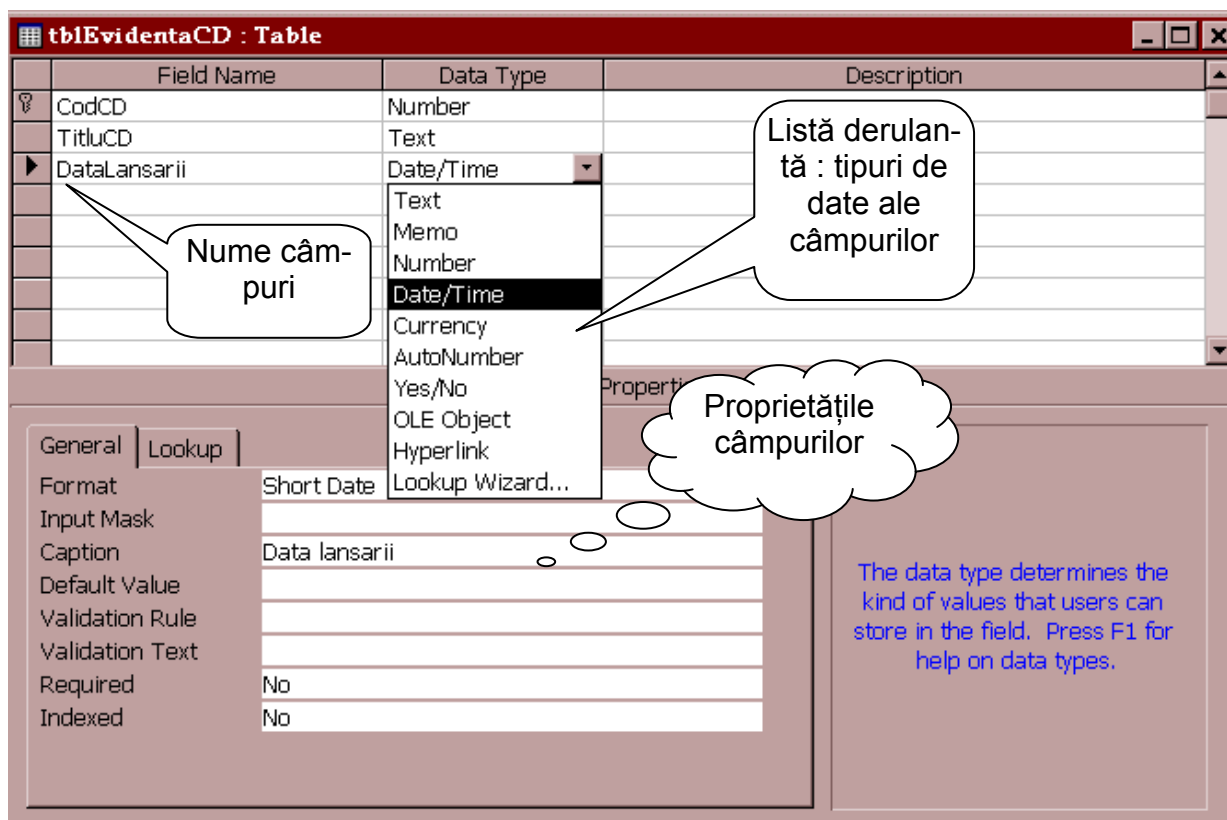 tblEvidentaCD : Table
Field Name Data Type Description
CodCD Number
TitluCD Text
DataLansarii Date/Time
Text
Memo
Number
Date/Time
Currency
AutoNumber
Yes/No
OLE Object
Hyperlink
Lookup Wizard...
Nume câm-
puri
Listă derulan-
tă : tipuri de
date ale
câmpurilor
Proprietățile
câmpurilor
General Lookup
Format Short Date
Input Mask
Caption Data lansarii
Default Value
Validation Rule
Validation Text
Required No
Indexed No
The data type determines the
kind of values that users can
store in the field. Press F1 for
help on data types.